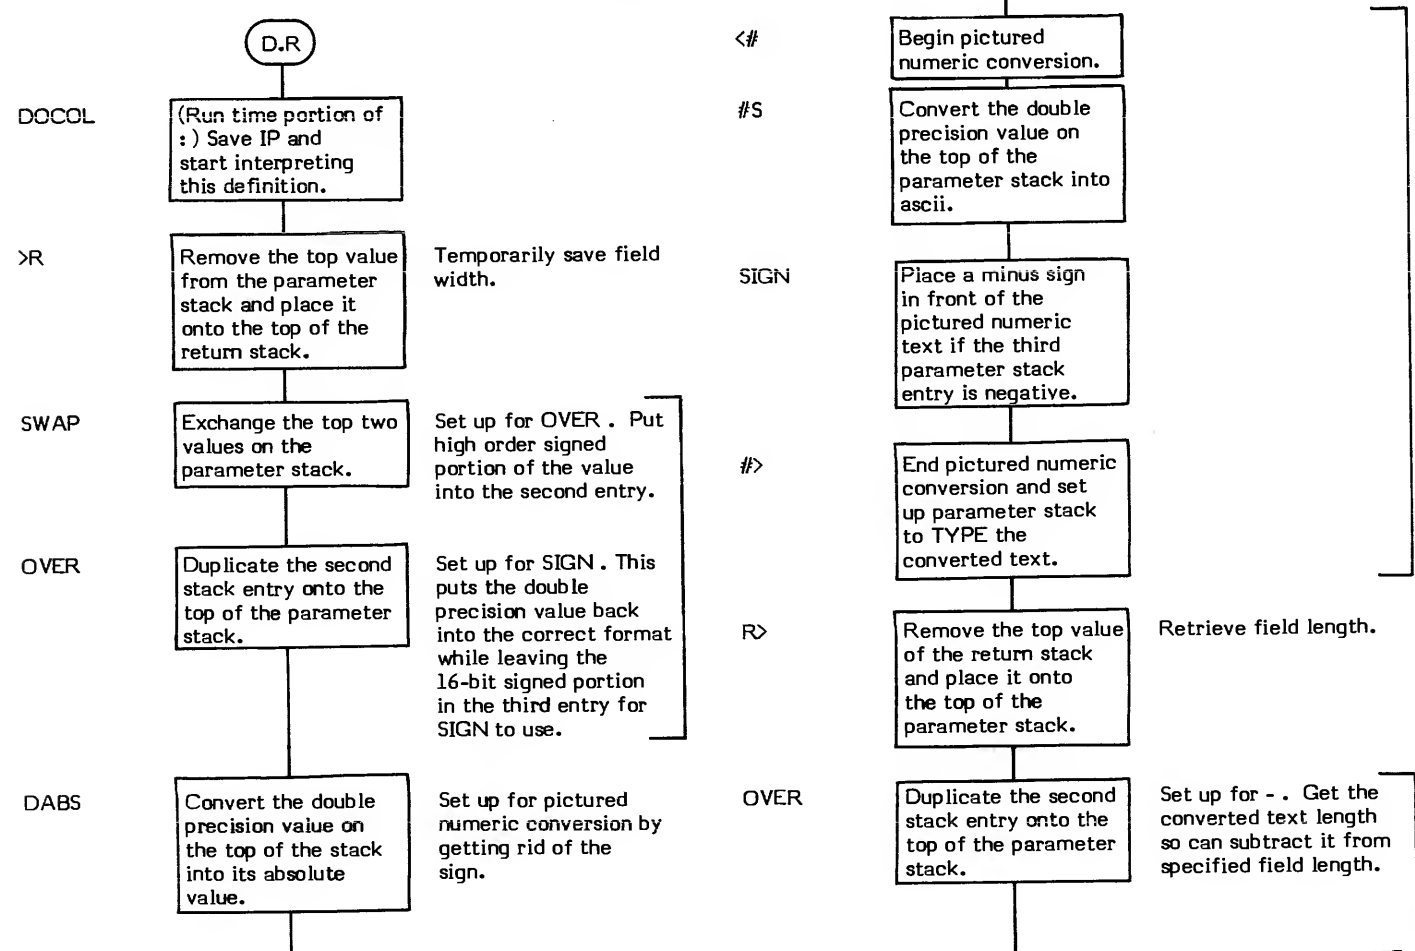 D.R
DOCOL
(Run time portion of
: ) Save IP and
start interpreting
this definition.
>R
Remove the top value
from the parameter
stack and place it
onto the top of the
return stack.
Temporarily save field
width.
SWAP
Exchange the top two
values on the
parameter stack.
Set up for OVER . Put
high order signed
portion of the value
into the second entry.
OVER
Duplicate the second
stack entry onto the
top of the parameter
stack.
Set up for SIGN . This
puts the double
precision value back
into the correct format
while leaving the
16-bit signed portion
in the third entry for
SIGN to use.
DABS
Convert the double
precision value on
the top of the stack
into its absolute
value.
Set up for pictured
numeric conversion by
getting rid of the
sign.
<#
Begin pictured
numeric conversion.
#S
Convert the double
precision value on
the top of the
parameter stack into
ascii.
SIGN
Place a minus sign
in front of the
pictured numeric
text if the third
parameter stack
entry is negative.
#>
End pictured numeric
conversion and set
up parameter stack
to TYPE the
converted text.
R>
Remove the top value
of the return stack
and place it onto
the top of the
parameter stack.
Retrieve field length.
OVER
Duplicate the second
stack entry onto the
top of the parameter
stack.
Set up for - . Get the
converted text length
so can subtract it from
specified field length.